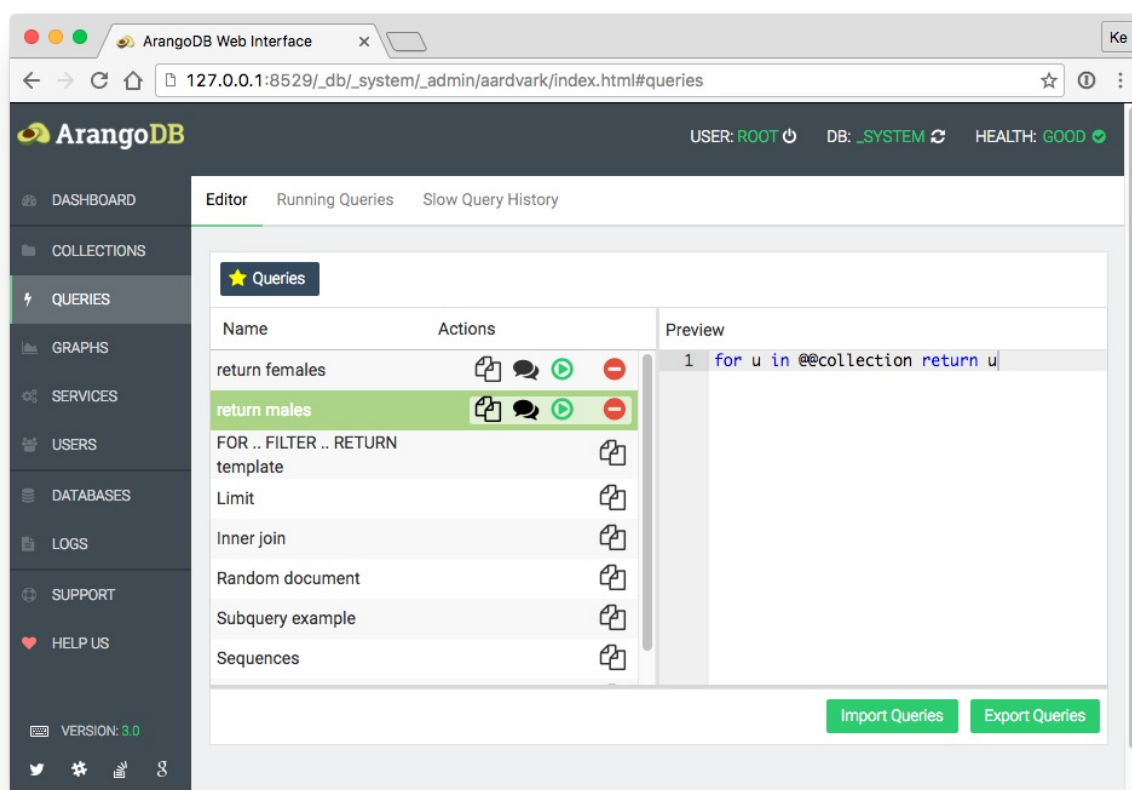 ArangoDB Web Interface
Ke
127.0.0.1:8529/_db/_system/_admin/aardvark/index.html#queries
ArangoDB
USER: ROOT DB: _SYSTEM HEALTH: GOOD
DASHBOARD
COLLECTIONS
QUERIES
GRAPHS
SERVICES
USERS
DATABASES
LOGS
SUPPORT
HELP US
VERSION: 3.0
Editor Running Queries Slow Query History
Queries
Name Actions
return females
return males
FOR .. FILTER .. RETURN
template
Limit
Inner join
Random document
Subquery example
Sequences
Preview
1 for u in @@collection return u
Import Queries Export Queries